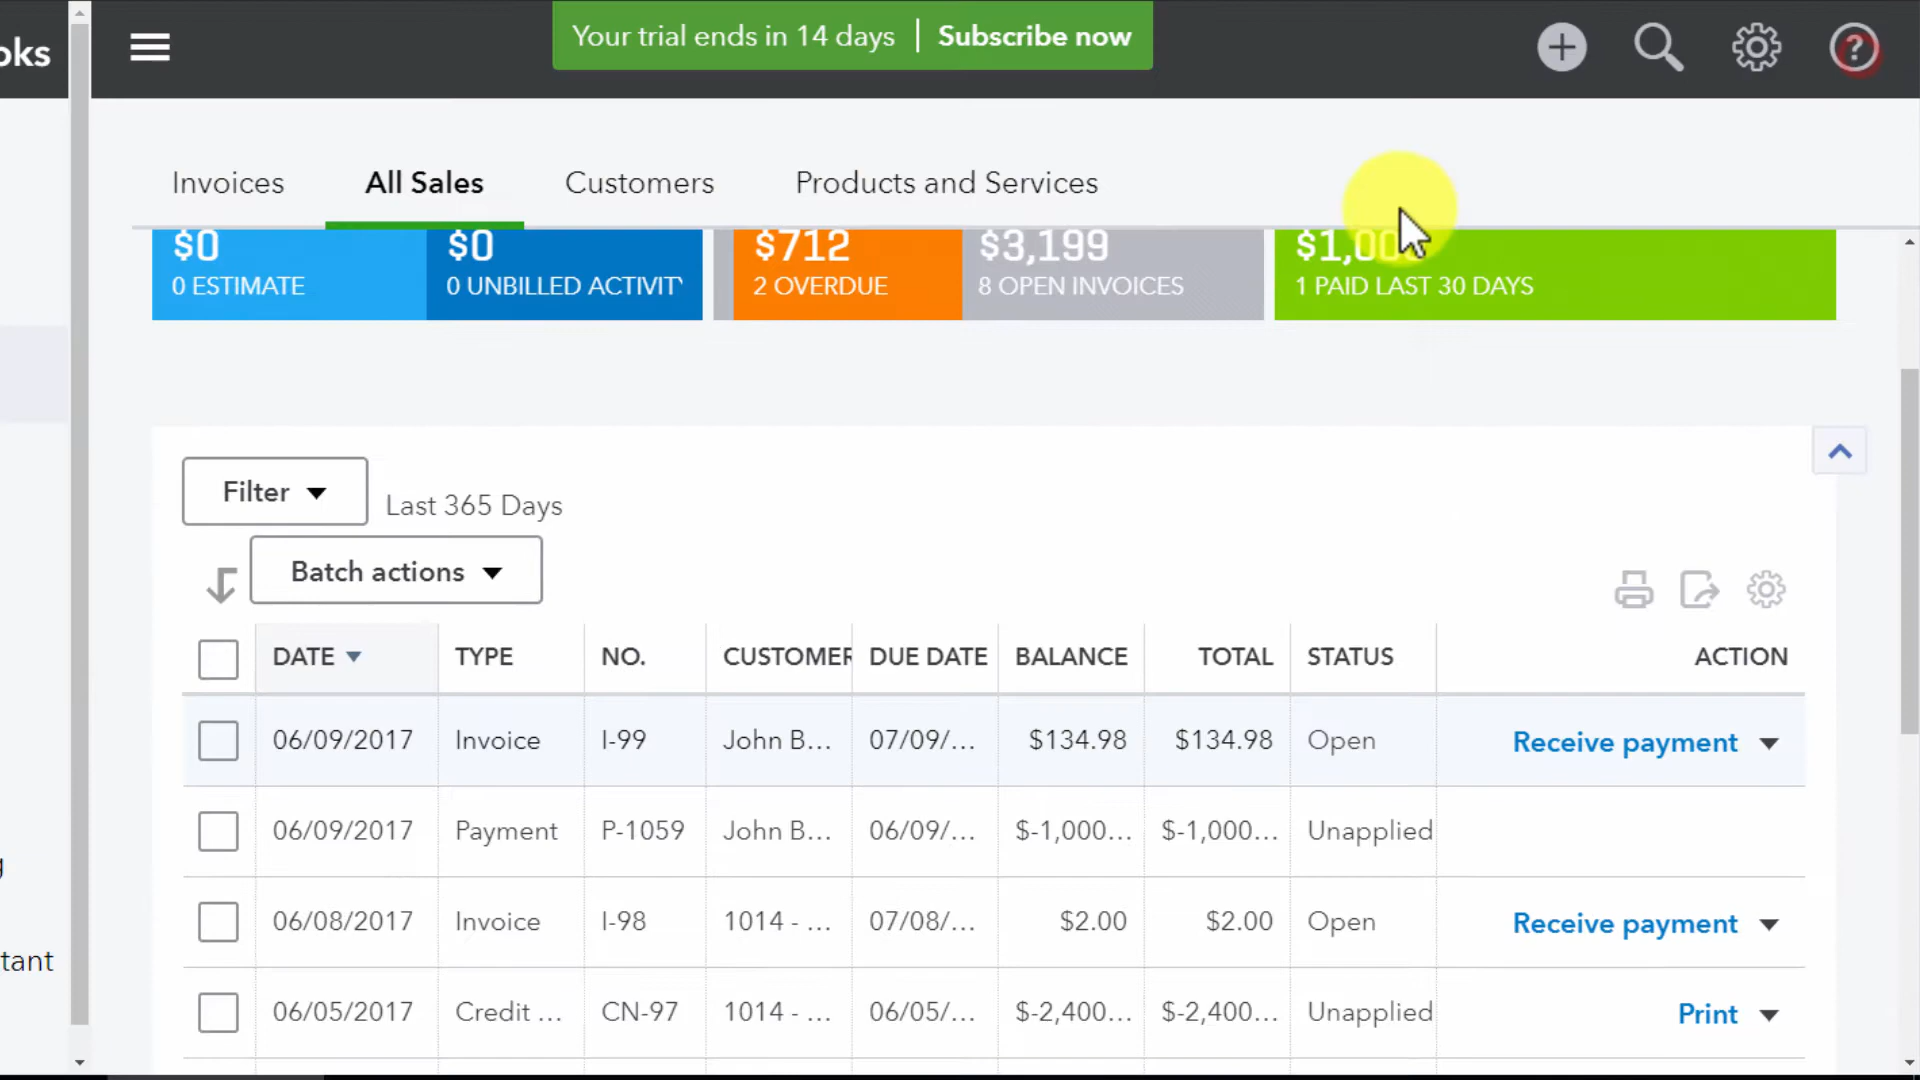 oks
Your trial ends in 14 days | Subscribe now
Invoices All Sales Customers Products and Services
$0 $0 $712 $3,199
0 ESTIMATE 0 UNBILLED ACTIVIT 2 OVERDUE 8 OPEN INVOICES 1 PAID LAST 30 DAYS
Filter Last 365 Days
Batch actions
DATE TYPE NO. CUSTOMER DUE DATE BALANCE TOTAL STATUS ACTION
06/09/2017 Invoice I-99 John B... 07/09/... $134.98 $134.98 Open Receive payment
06/09/2017 Payment P-1059 John B... 06/09/... $-1,000... $-1,000... Unapplied
06/08/2017 Invoice I-98 1014 - ... 07/08/... $2.00 $2.00 Open Receive payment
tant
06/05/2017 Credit ... CN-97 1014 - ... 06/05/... $-2,400... $-2,400... Unapplied Print